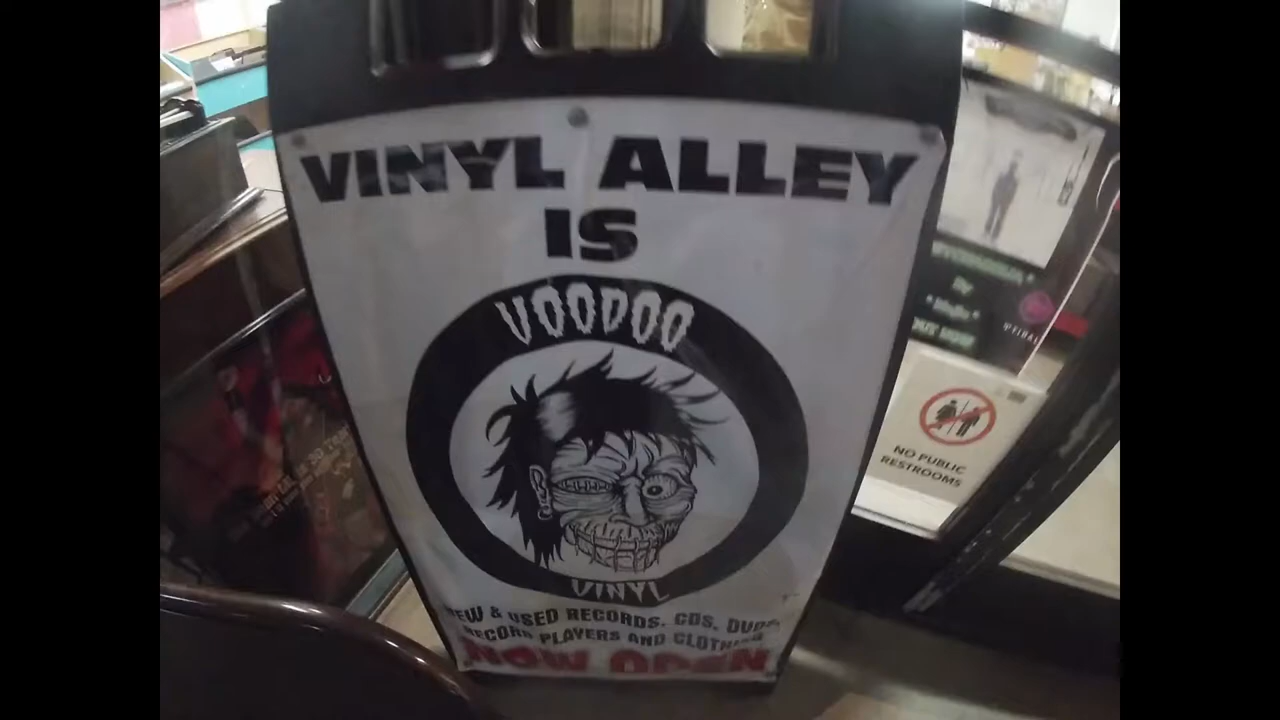 VINYL ALLEY
IS
VOODOO
VINYL
NEW & USED RECORDS, CDS, DVDS,
RECORD PLAYERS AND CLOTHING
NOW OPEN
NO PUBLIC
RESTROOMS